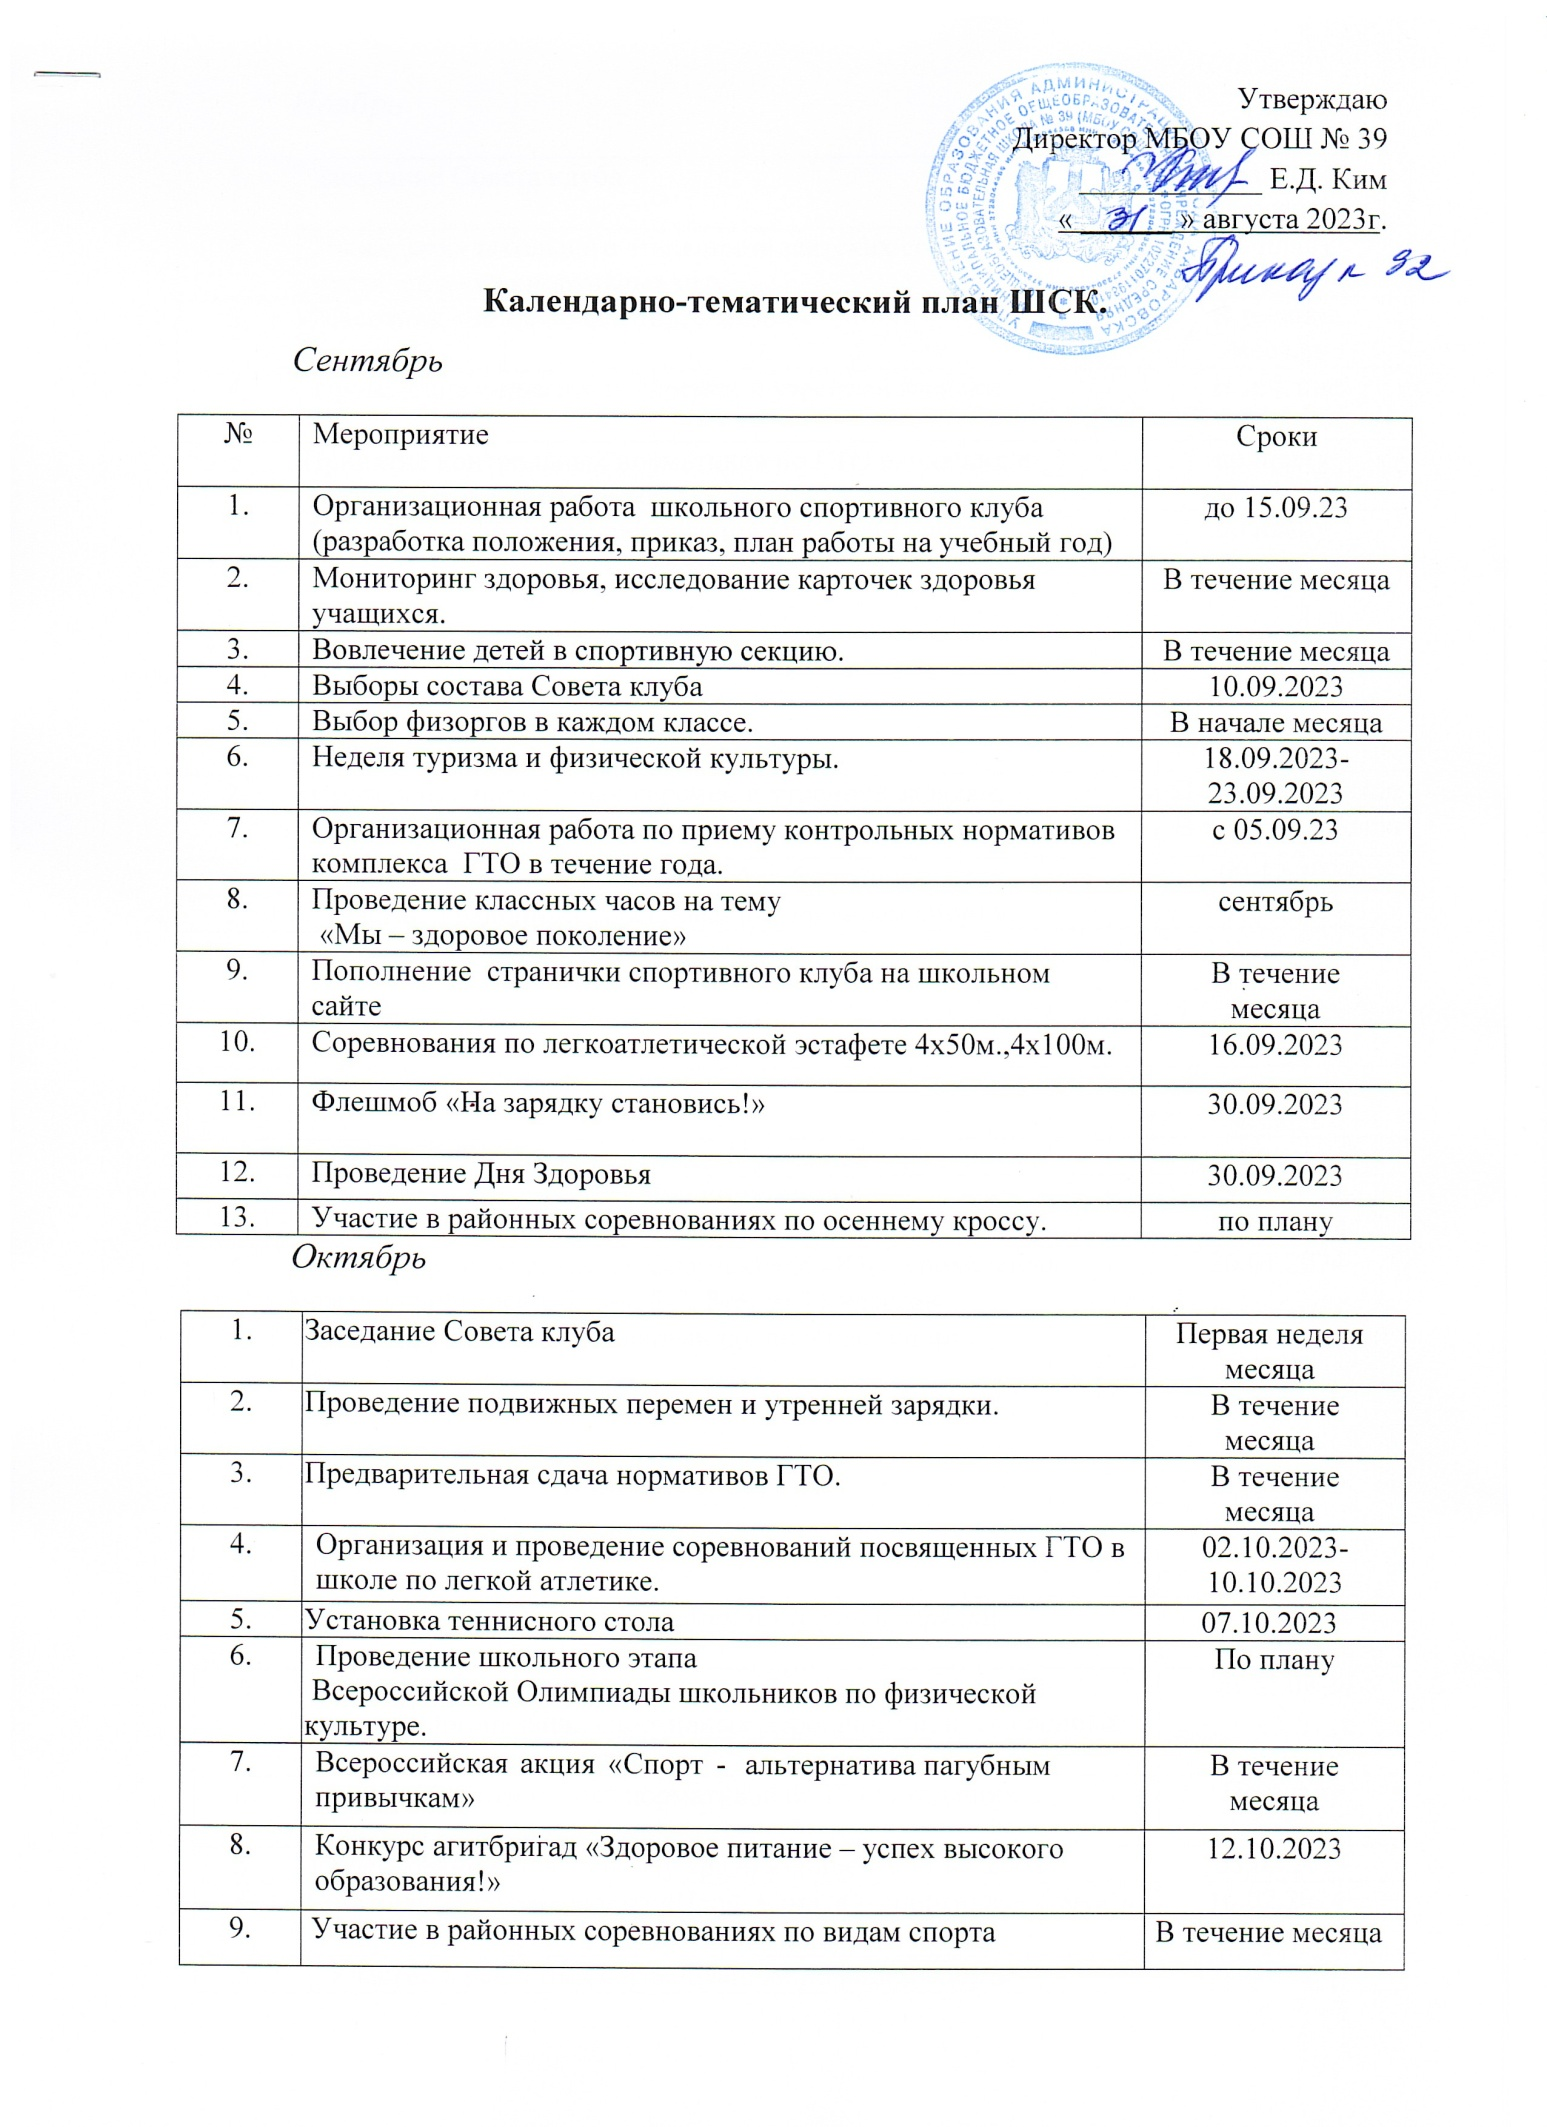 Утверждаю
Директор МБОУ СОШ № 39
Е.Д. Ким
« 31 » августа 2023г.
Приказ № 92
Календарно-тематический план ШСК.
Сентябрь
№ Мероприятие Сроки
1. Организационная работа школьного спортивного клуба до 15.09.23
(разработка положения, приказ, план работы на учебный год)
2. Мониторинг здоровья, исследование карточек здоровья В течение месяца
учащихся.
3. Вовлечение детей в спортивную секцию. В течение месяца
4. Выборы состава Совета клуба 10.09.2023
5. Выбор физоргов в каждом классе. В начале месяца
6. Неделя туризма и физической культуры. 18.09.2023-
23.09.2023
7. Организационная работа по приему контрольных нормативов с 05.09.23
комплекса ГТО в течение года.
8. Проведение классных часов на тему сентябрь
«Мы – здоровое поколение»
9. Пополнение странички спортивного клуба на школьном В течение
сайте месяца
10. Соревнования по легкоатлетической эстафете 4х50м.,4х100м. 16.09.2023
11. Флешмоб «На зарядку становись!» 30.09.2023
12. Проведение Дня Здоровья 30.09.2023
13. Участие в районных соревнованиях по осеннему кроссу. по плану
Октябрь
1. Заседание Совета клуба Первая неделя
месяца
2. Проведение подвижных перемен и утренней зарядки. В течение
месяца
3. Предварительная сдача нормативов ГТО. В течение
месяца
4. Организация и проведение соревнований посвященных ГТО в 02.10.2023-
школе по легкой атлетике. 10.10.2023
5. Установка теннисного стола 07.10.2023
6. Проведение школьного этапа По плану
Всероссийской Олимпиады школьников по физической
культуре.
7. Всероссийская акция «Спорт - альтернатива пагубным В течение
привычкам» месяца
8. Конкурс агитбригад «Здоровое питание – успех высокого 12.10.2023
образования!»
9. Участие в районных соревнованиях по видам спорта В течение месяца